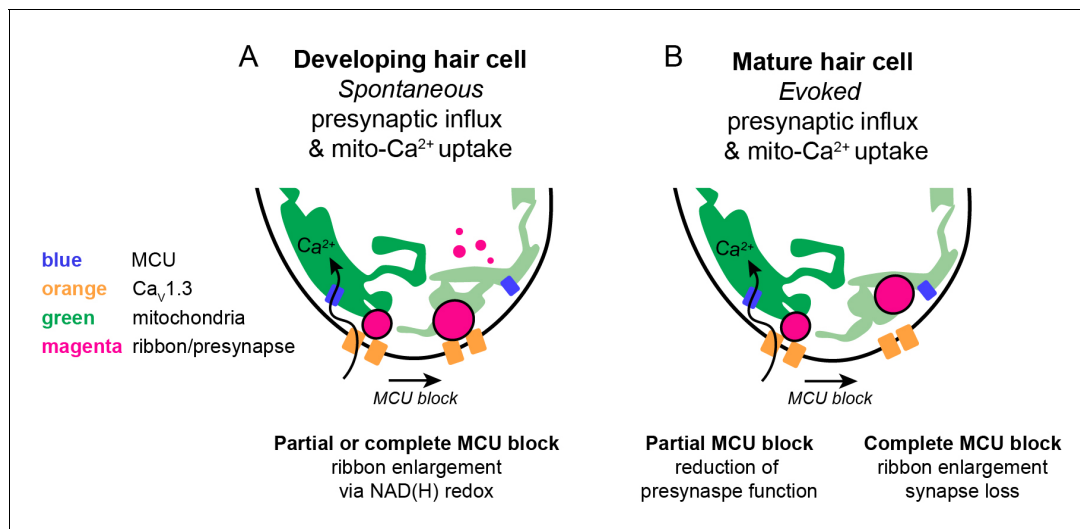 A
Developing hair cell
Spontaneous
presynaptic influx
& mito-Ca²⁺ uptake
B
Mature hair cell
Evoked
presynaptic influx
& mito-Ca²⁺ uptake
blue MCU
orange Caᵥ1.3
green mitochondria
magenta ribbon/presynapse
Ca²⁺
MCU block
Ca²⁺
MCU block
Partial or complete MCU block
ribbon enlargement
via NAD(H) redox
Partial MCU block
reduction of
presynaspe function
Complete MCU block
ribbon enlargement
synapse loss